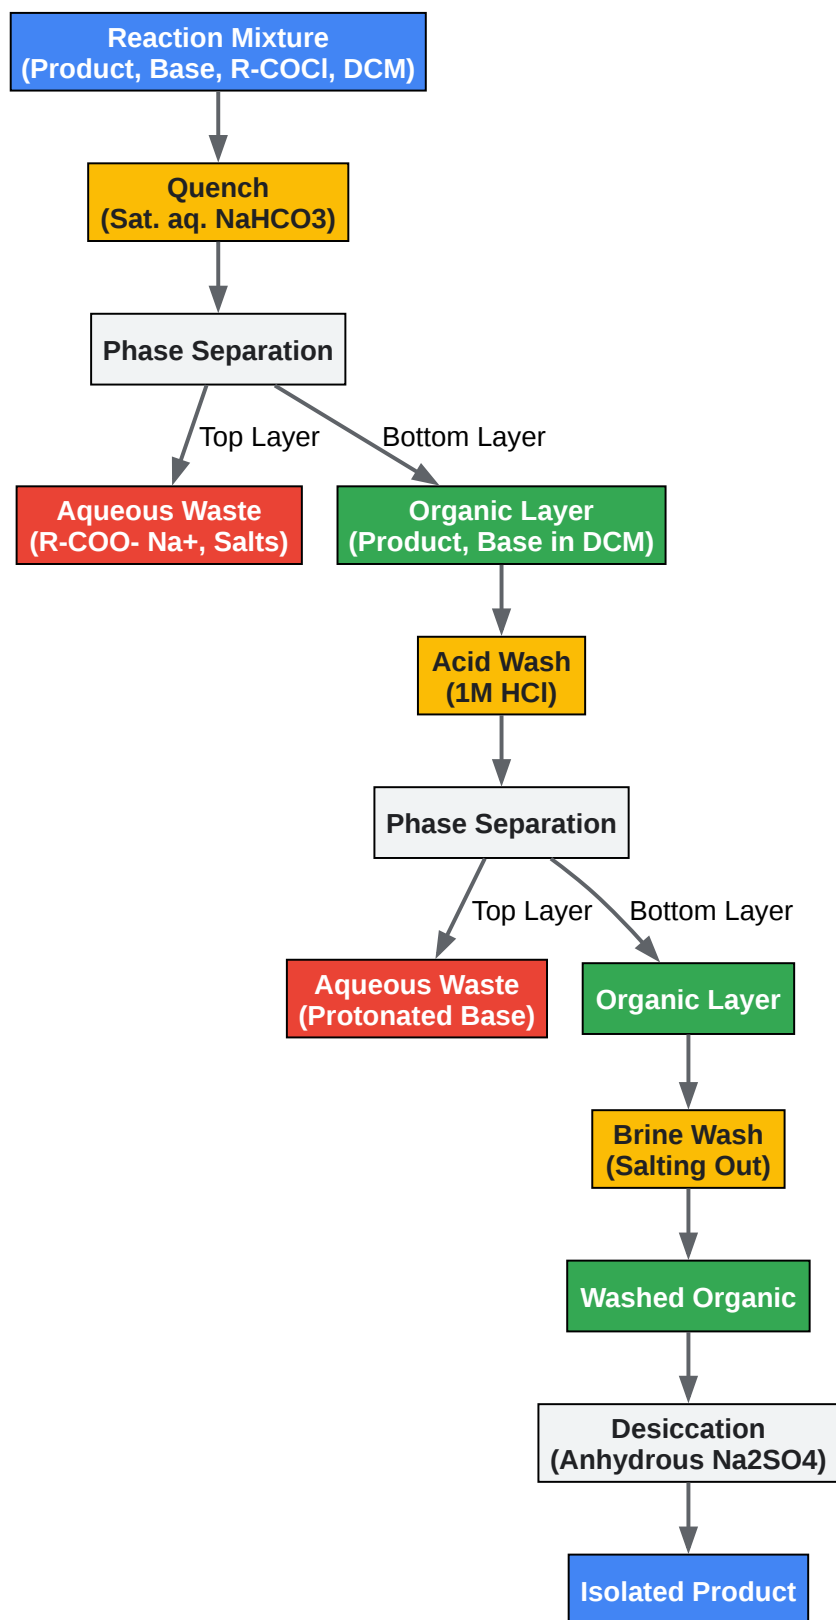 Reaction Mixture
(Product, Base, R-COCl, DCM)
Quench
(Sat. aq. NaHCO3)
Phase Separation
Top Layer
Bottom Layer
Aqueous Waste
(R-COO- Na+, Salts)
Organic Layer
(Product, Base in DCM)
Acid Wash
(1M HCl)
Phase Separation
Top Layer
Bottom Layer
Aqueous Waste
(Protonated Base)
Organic Layer
Brine Wash
(Salting Out)
Washed Organic
Desiccation
(Anhydrous Na2SO4)
Isolated Product